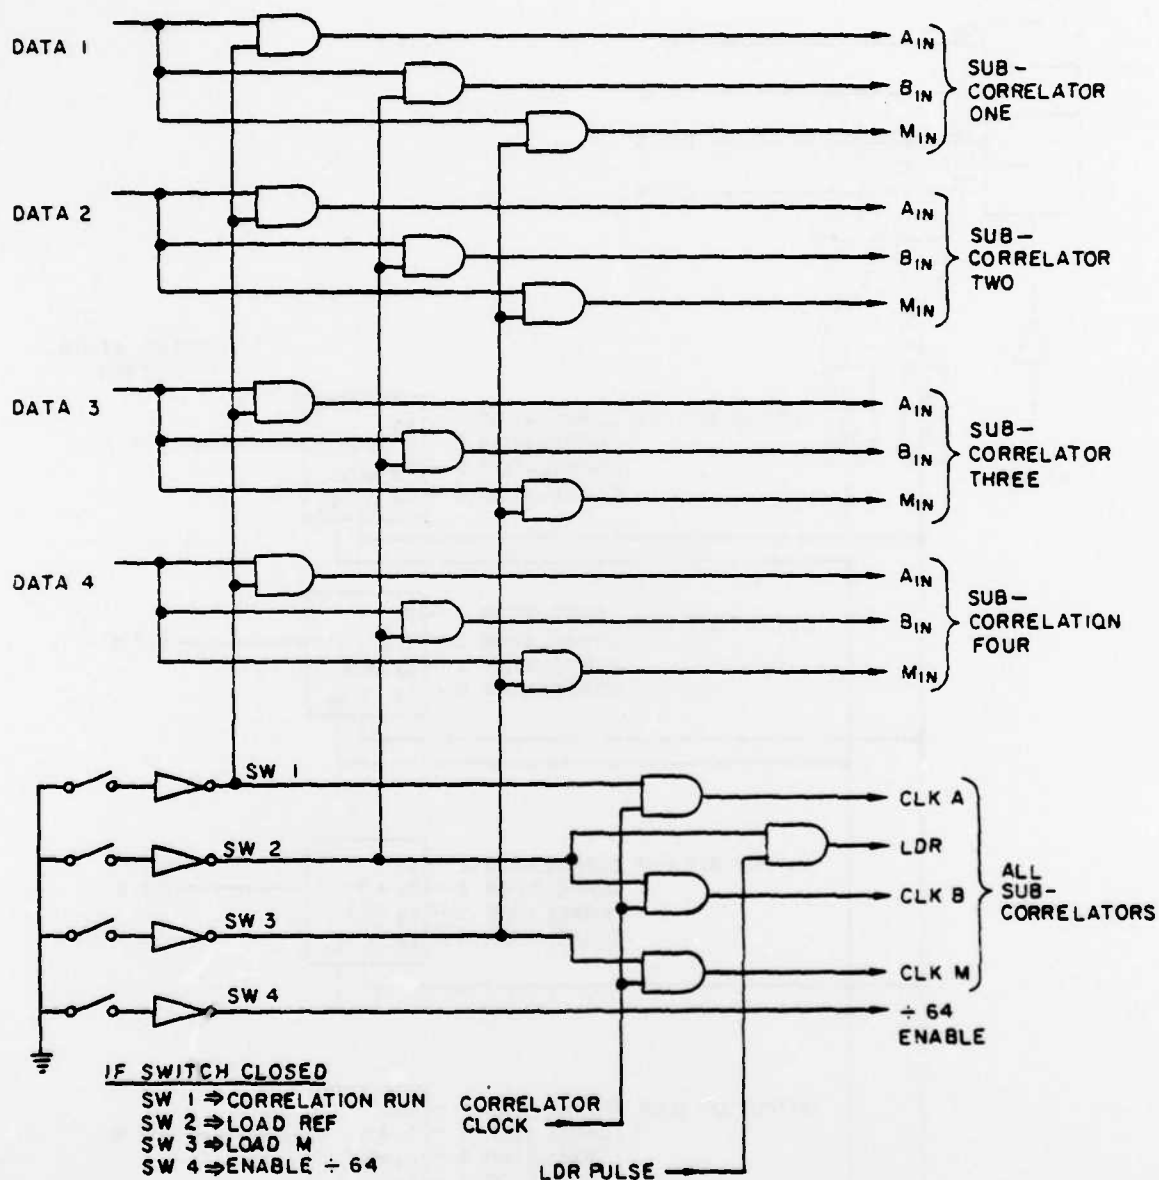 DATA 1
A IN
B IN
M IN
SUB-
CORRELATOR
ONE
DATA 2
A IN
B IN
M IN
SUB-
CORRELATOR
TWO
DATA 3
A IN
B IN
M IN
SUB-
CORRELATOR
THREE
DATA 4
A IN
B IN
M IN
SUB-
CORRELATION
FOUR
SW 1
SW 2
SW 3
SW 4
CLK A
LDR
CLK B
CLK M
ALL
SUB-
CORRELATORS
÷ 64
ENABLE
IF SWITCH CLOSED
SW 1 ⇒ CORRELATION RUN
SW 2 ⇒ LOAD REF
SW 3 ⇒ LOAD M
SW 4 ⇒ ENABLE ÷ 64
CORRELATOR
CLOCK
LDR PULSE